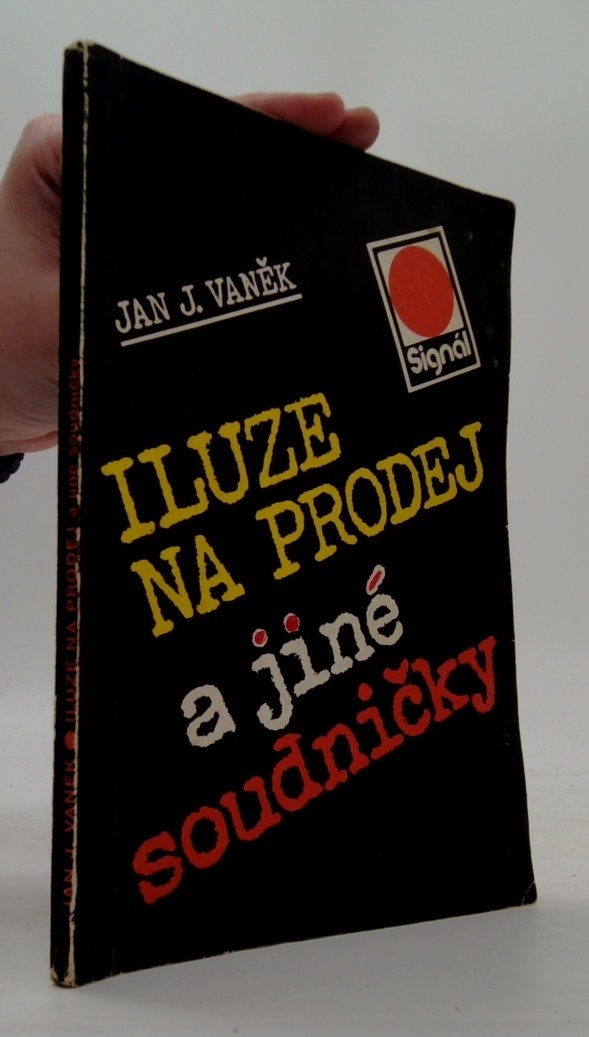 JAN J. VANĚK
Signál
ILUZE
NA PRODEJ
a jiné
soudničky
JAN J. VANĚK ● ILUZE NA PRODEJ a jiné soudničky